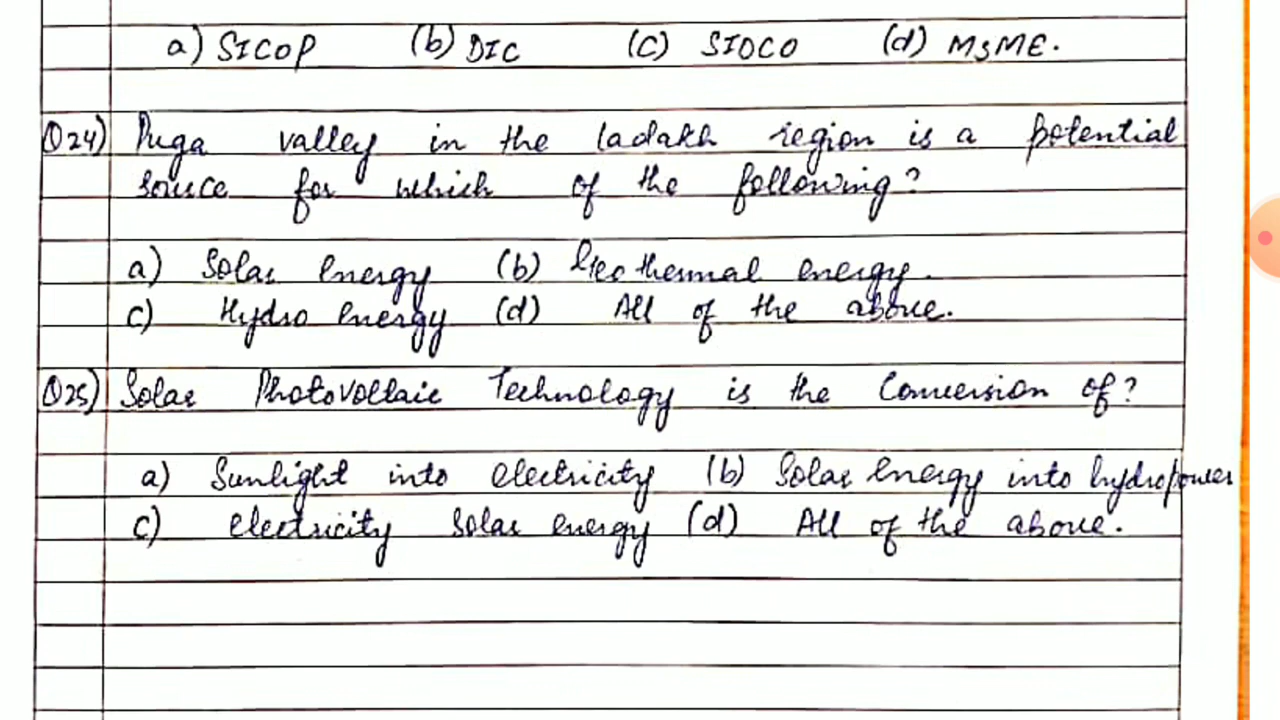 a) SICOP (b) DIC (c) SIOCO (d) MSME.
Q24) Puga valley in the ladakh region is a potential
source for which of the following?
a) Solar energy (b) Geothermal energy.
c) Hydro energy (d) All of the above.
Q25) Solar Photovoltaic Technology is the Conversion of?
a) Sunlight into electricity (b) Solar energy into hydropower
c) electricity solar energy (d) All of the above.